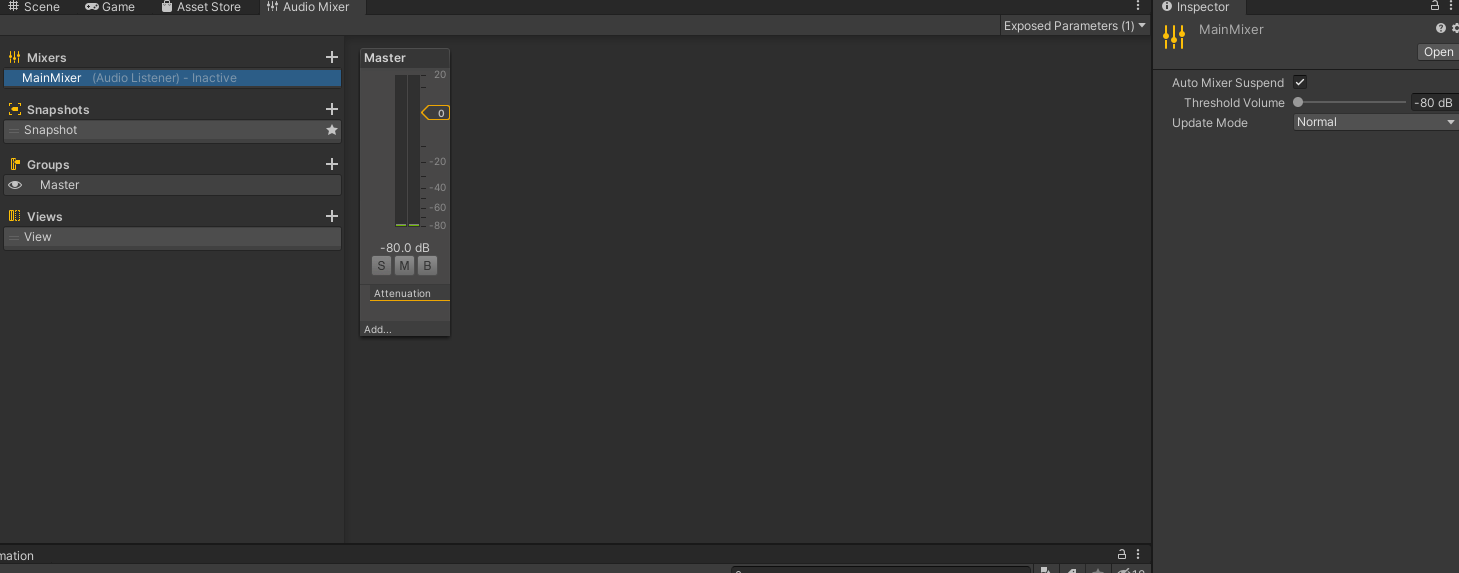 Scene Game Asset Store Audio Mixer
Inspector
Exposed Parameters (1)
MainMixer
Open
Mixers
MainMixer (Audio Listener) - Inactive
Snapshots
Snapshot
Groups
Master
Views
View
Master
20
0
-20
-40
-60
-80
-80.0 dB
S M B
Attenuation
Add...
Auto Mixer Suspend
Threshold Volume -80 dB
Update Mode Normal
mation